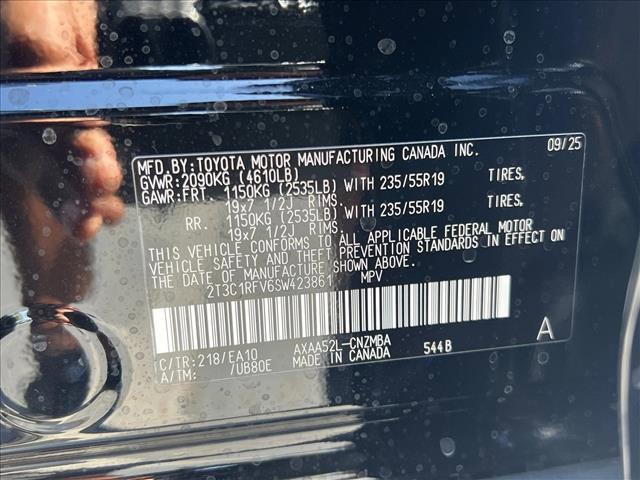 MFD.BY:TOYOTA MOTOR MANUFACTURING CANADA INC. 09/25
GVWR:2090KG (4610LB)
GAWR:FRT. 1150KG (2535LB) WITH 235/55R19 TIRES,
19x7 1/2J RIMS.
RR. 1150KG (2535LB) WITH 235/55R19 TIRES,
19x7 1/2J RIMS.
THIS VEHICLE CONFORMS TO ALL APPLICABLE FEDERAL MOTOR
VEHICLE SAFETY AND THEFT PREVENTION STANDARDS IN EFFECT ON
THE DATE OF MANUFACTURE SHOWN ABOVE.
2T3C1RFV6SW423861 MPV
C/TR:218/EA10 AXAA52L-CNZMBA A
A/TM: /UB80E MADE IN CANADA 544B